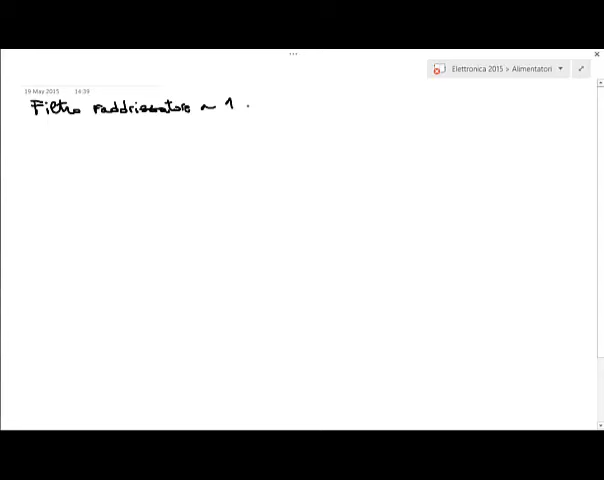 Elettronica 2015 > Alimentatori
19 May 2015 14:39
Filtro raddrizzatore ~ 1